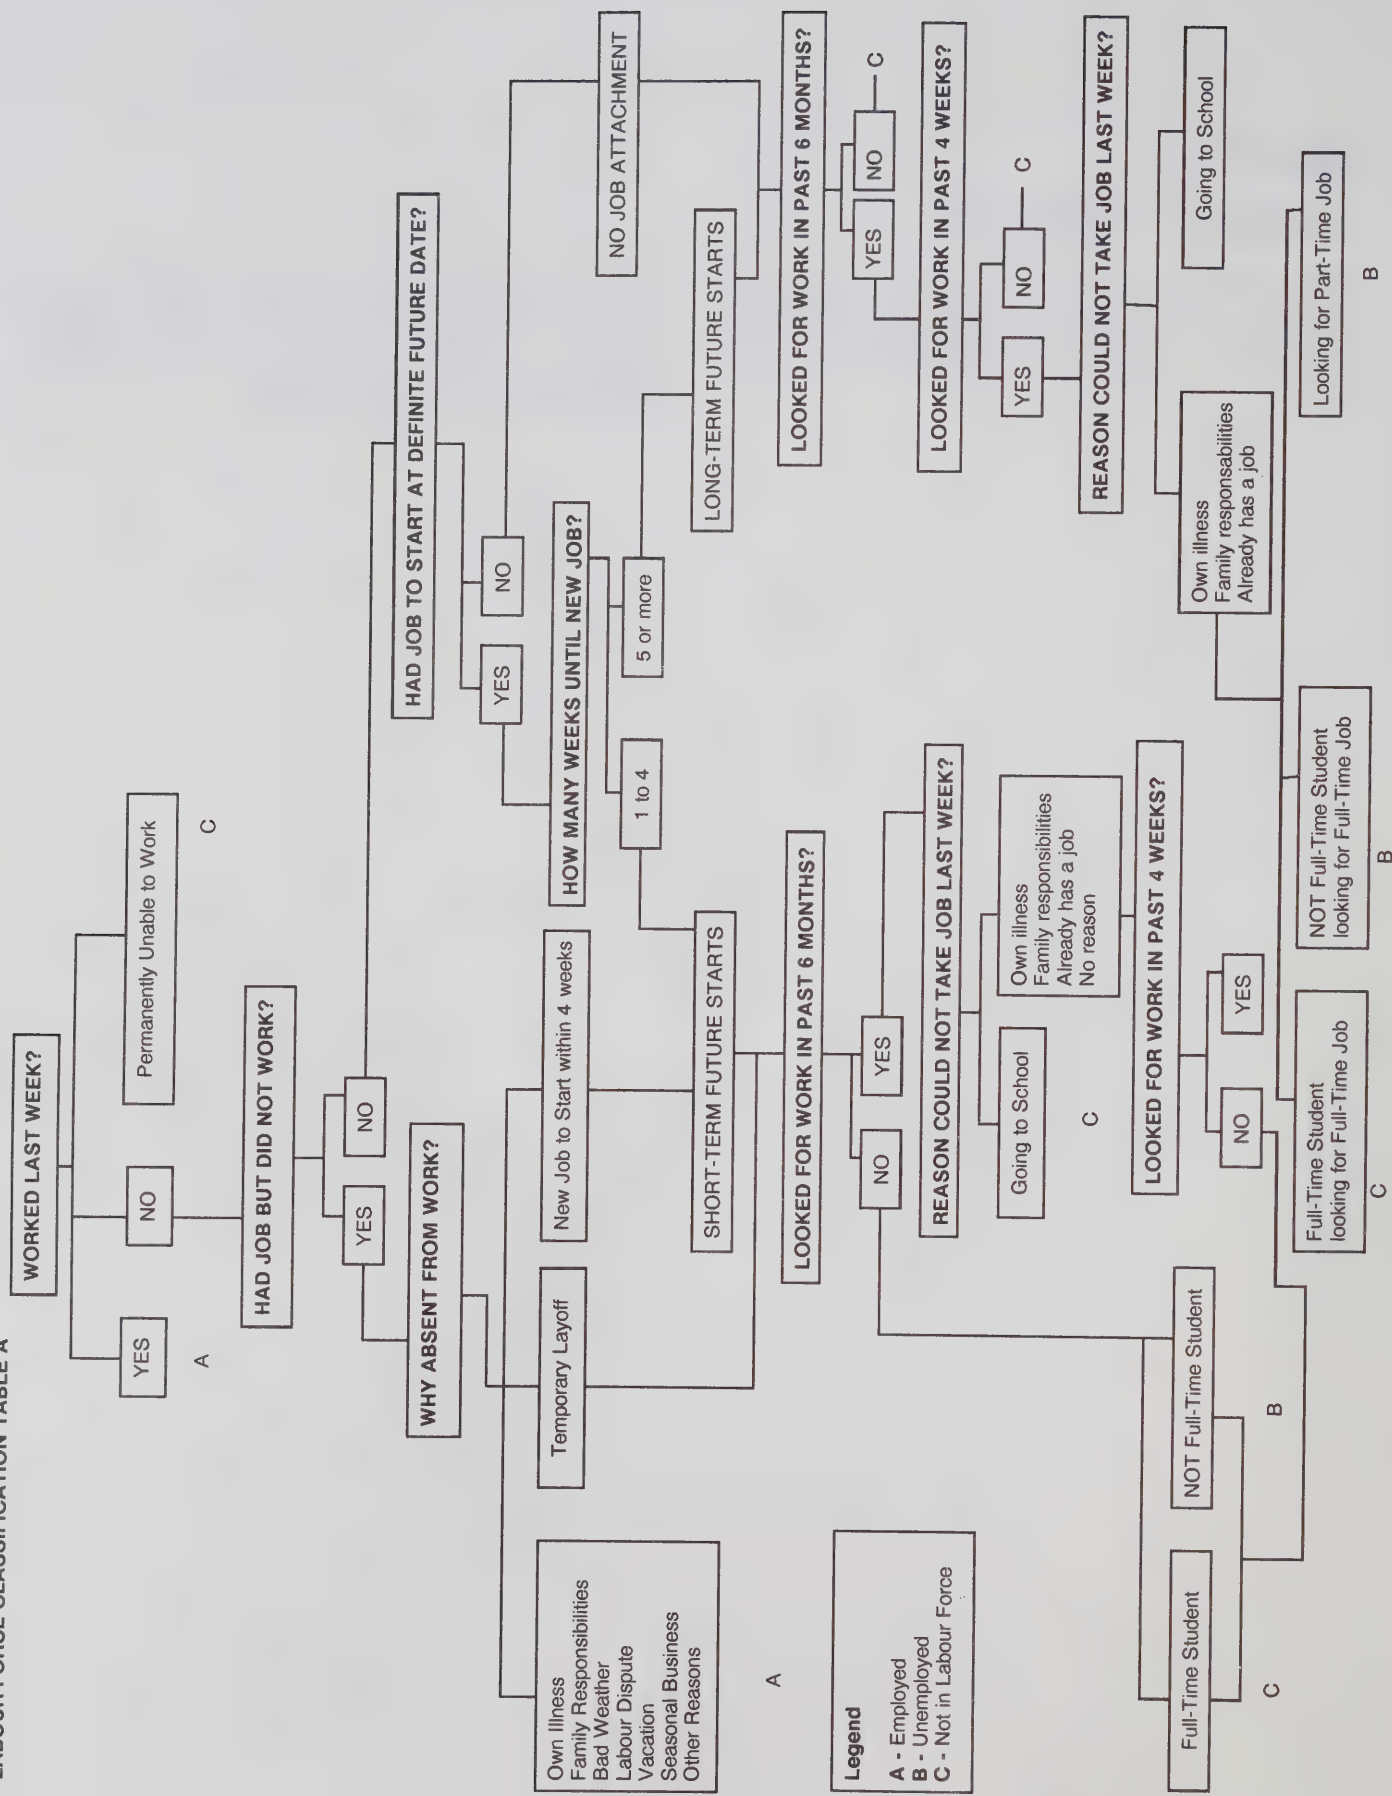 LABOUR FORCE CLASSIFICATION TABLE A
WORKED LAST WEEK?
YES
A
NO
Permanently Unable to Work
C
HAD JOB BUT DID NOT WORK?
YES
NO
WHY ABSENT FROM WORK?
HAD JOB TO START AT DEFINITE FUTURE DATE?
YES
NO
Own Illness
Family Responsibilities
Bad Weather
Labour Dispute
Vacation
Seasonal Business
Other Reasons
A
Temporary Layoff
New Job to Start within 4 weeks
HOW MANY WEEKS UNTIL NEW JOB?
1 to 4
5 or more
NO JOB ATTACHMENT
SHORT-TERM FUTURE STARTS
LONG-TERM FUTURE STARTS
LOOKED FOR WORK IN PAST 6 MONTHS?
NO
YES
LOOKED FOR WORK IN PAST 6 MONTHS?
YES
NO
C
REASON COULD NOT TAKE JOB LAST WEEK?
Going to School
C
Own illness
Family responsibilities
Already has a job
No reason
LOOKED FOR WORK IN PAST 4 WEEKS?
YES
NO
C
LOOKED FOR WORK IN PAST 4 WEEKS?
NO
YES
REASON COULD NOT TAKE JOB LAST WEEK?
Own illness
Family responsabilities
Already has a job
Going to School
Legend
A - Employed
B - Unemployed
C - Not in Labour Force
Full-Time Student
C
NOT Full-Time Student
B
Full-Time Student
looking for Full-Time Job
C
NOT Full-Time Student
looking for Full-Time Job
B
Looking for Part-Time Job
B